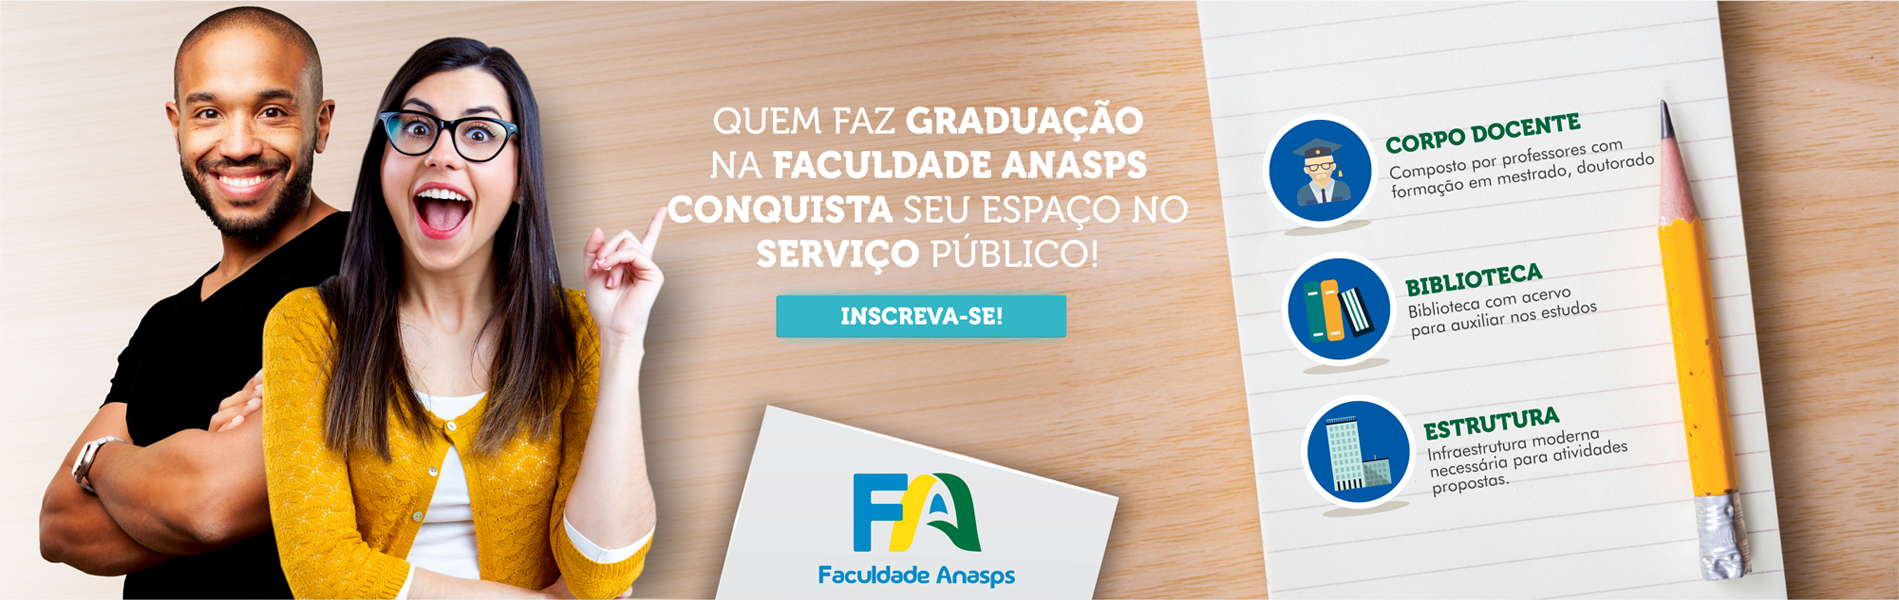 QUEM FAZ GRADUAÇÃO
NA FACULDADE ANASPS
CONQUISTA SEU ESPAÇO NO
SERVIÇO PÚBLICO!
INSCREVA-SE!
FA
Faculdade Anasps
CORPO DOCENTE
Composto por professores com
formação em mestrado, doutorado
BIBLIOTECA
Biblioteca com acervo
para auxiliar nos estudos
ESTRUTURA
Infraestrutura moderna
necessária para atividades
propostas.